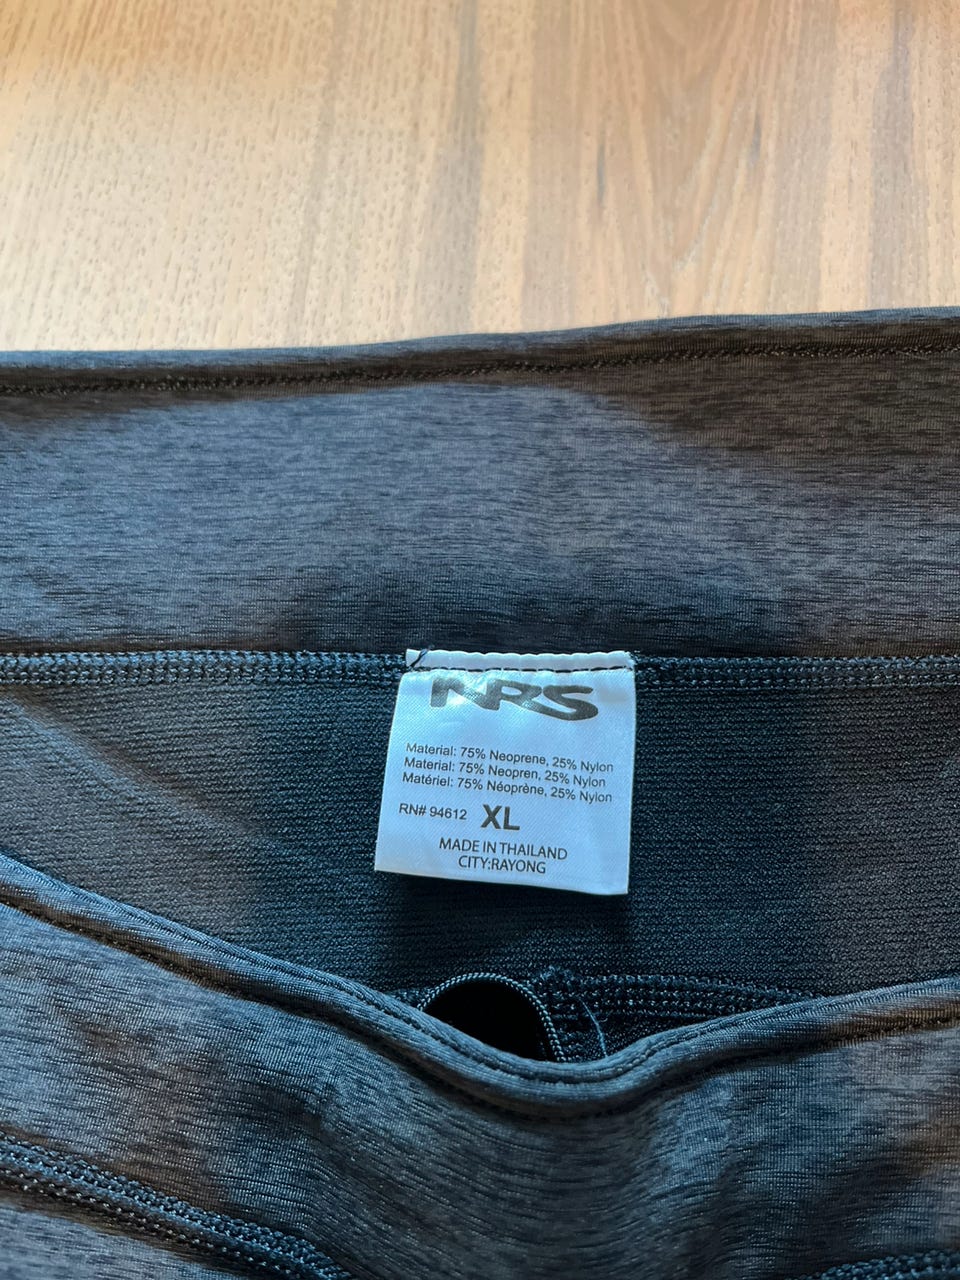 NRS
Material: 75% Neoprene, 25% Nylon
Material: 75% Neopren, 25% Nylon
Matériel: 75% Néoprène, 25% Nylon
RN# 94612 XL
MADE IN THAILAND
CITY:RAYONG